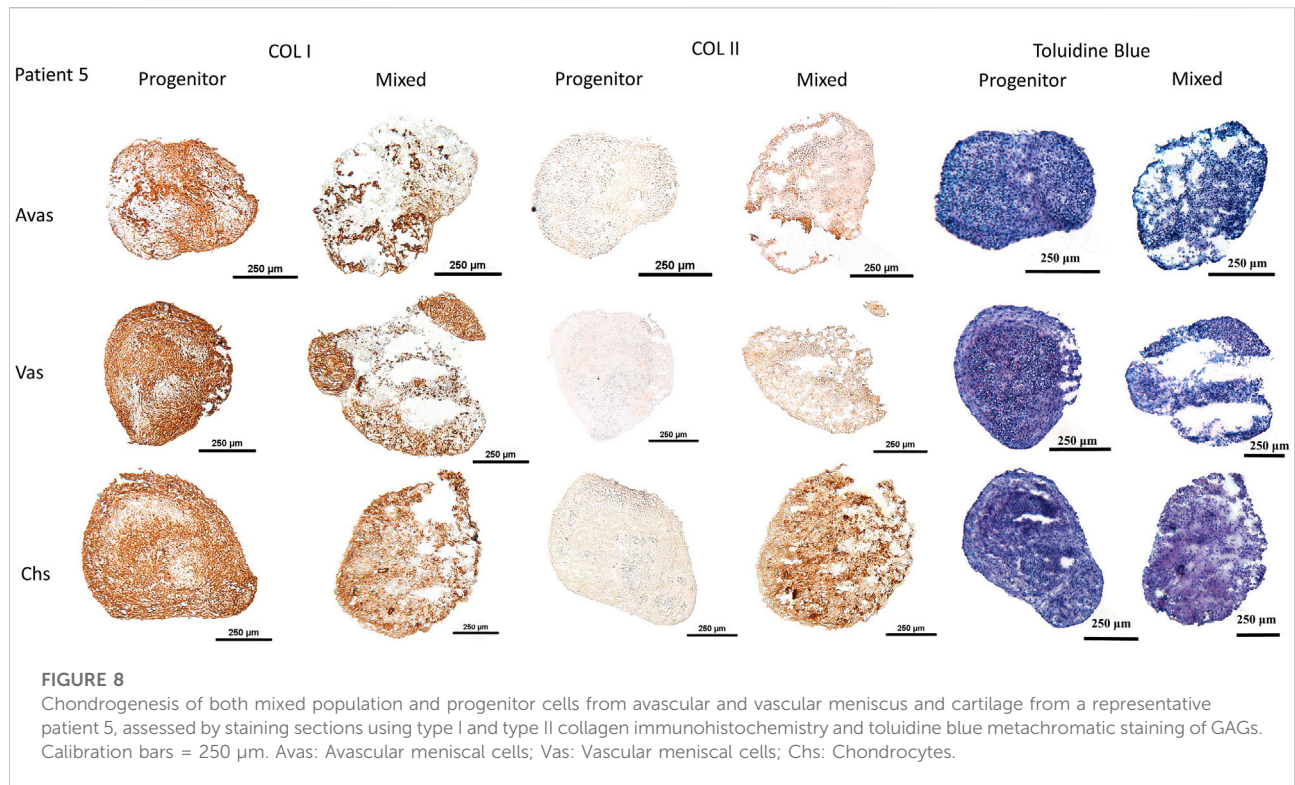 COL I COL II Toluidine Blue
Patient 5 Progenitor Mixed Progenitor Mixed Progenitor Mixed
Avas
250 µm 250 µm 250 µm 250 µm 250 µm 250 µm
Vas
250 µm 250 µm 250 µm 250 µm 250 µm 250 µm
Chs
250 µm 250 µm 250 µm 250 µm 250 µm 250 µm
FIGURE 8
Chondrogenesis of both mixed population and progenitor cells from avascular and vascular meniscus and cartilage from a representative
patient 5, assessed by staining sections using type I and type II collagen immunohistochemistry and toluidine blue metachromatic staining of GAGs.
Calibration bars = 250 µm. Avas: Avascular meniscal cells; Vas: Vascular meniscal cells; Chs: Chondrocytes.